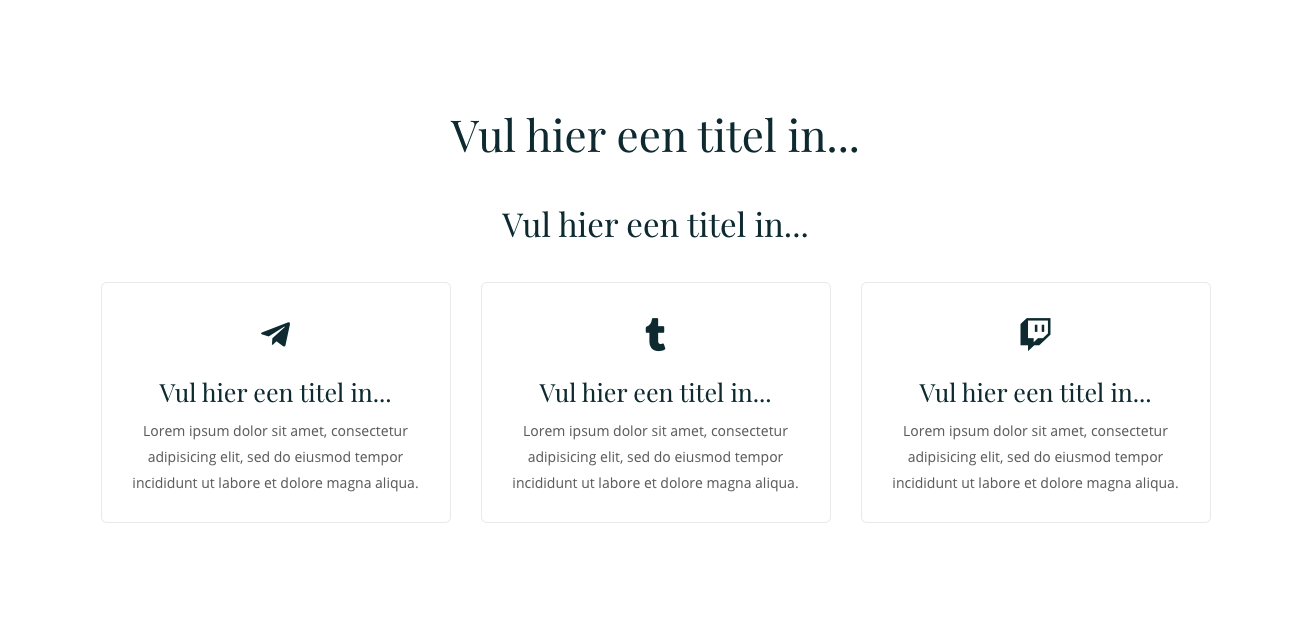 Vul hier een titel in...
Vul hier een titel in...
Vul hier een titel in...
Lorem ipsum dolor sit amet, consectetur
adipisicing elit, sed do eiusmod tempor
incididunt ut labore et dolore magna aliqua.
Vul hier een titel in...
Lorem ipsum dolor sit amet, consectetur
adipisicing elit, sed do eiusmod tempor
incididunt ut labore et dolore magna aliqua.
Vul hier een titel in...
Lorem ipsum dolor sit amet, consectetur
adipisicing elit, sed do eiusmod tempor
incididunt ut labore et dolore magna aliqua.